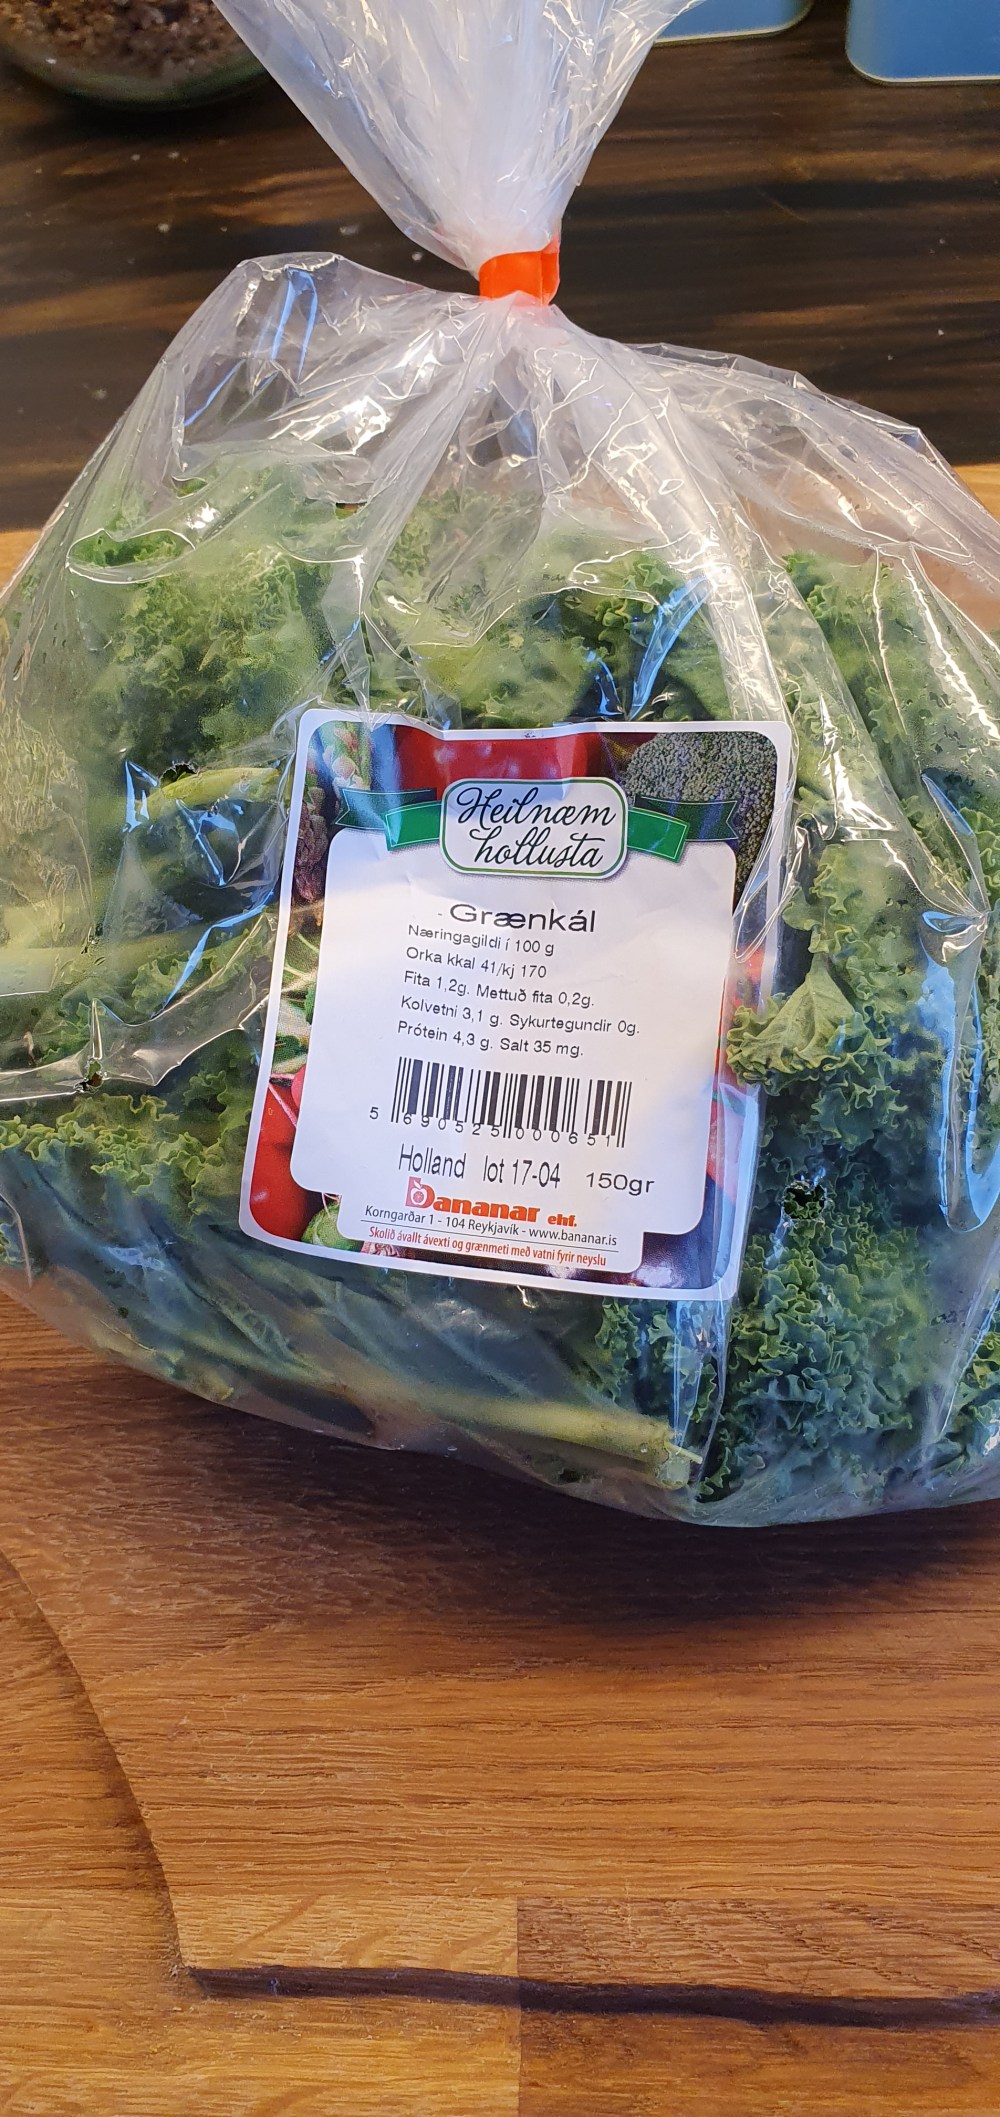 Heilnæm
hollusta
- Grænkál
Næringagildi í 100 g
Orka kkal 41/kj 170
Fita 1,2g. Mettuð fita 0,2g.
Kolvetni 3,1 g. Sykurtegundir 0g.
Prótein 4,3 g. Salt 35 mg.
5 690525 000651
Holland lot 17-04 150gr
Bananar ehf.
Korngarðar 1 - 104 Reykjavík - www.bananar.is
Skolið ávallt ávexti og grænmeti með vatni fyrir neyslu